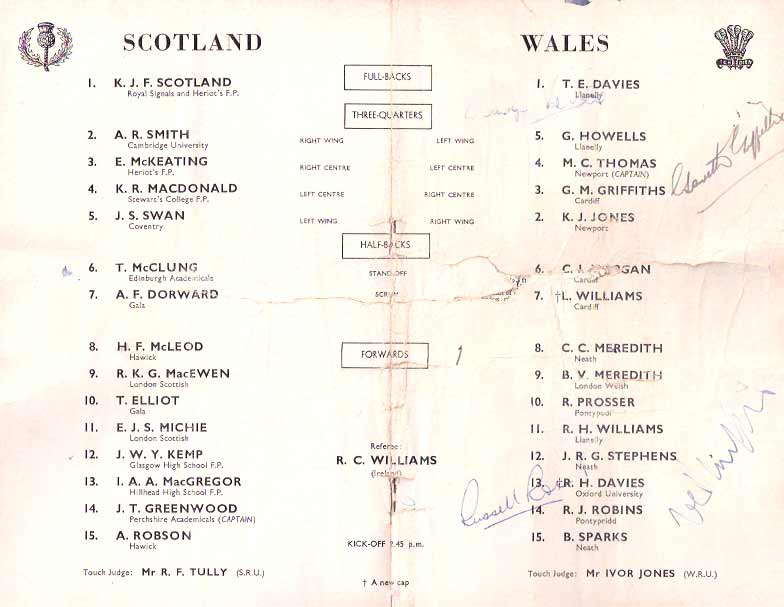 SCOTLAND
WALES
FULL-BACKS
1. K. J. F. SCOTLAND
Royal Signals and Heriot's F.P.
1. T. E. DAVIES
Llanelly
THREE-QUARTERS
2. A. R. SMITH
Cambridge University
RIGHT WING
LEFT WING
5. G. HOWELLS
Llanelly
3. E. McKEATING
Heriot's F.P.
RIGHT CENTRE
LEFT CENTRE
4. M. C. THOMAS
Newport (CAPTAIN)
4. K. R. MACDONALD
Stewart's College F.P.
LEFT CENTRE
RIGHT CENTRE
3. G. M. GRIFFITHS
Cardiff
Gareth Griffiths
5. J. S. SWAN
Coventry
LEFT WING
RIGHT WING
2. K. J. JONES
Newport
HALF-BACKS
6. T. McCLUNG
Edinburgh Academicals
STAND-OFF
6. C. I.
Cardiff
7. A. F. DORWARD
Gala
SCRUM
7. †L. WILLIAMS
Cardiff
FORWARDS
8. H. F. McLEOD
Hawick
8. C. C. MEREDITH
Neath
9. R. K. G. MacEWEN
London Scottish
9. B. V. MEREDITH
London Welsh
10. T. ELLIOT
Gala
10. R. PROSSER
Pontypool
11. E. J. S. MICHIE
London Scottish
11. R. H. WILLIAMS
Llanelly
12. J. W. Y. KEMP
Glasgow High School F.P.
Referee:
R. C. WILLIAMS
(Ireland)
12. J. R. G. STEPHENS
Neath
13. I. A. A. MacGREGOR
Hillhead High School F.P.
13. †R. H. DAVIES
Oxford University
Russell
14. J. T. GREENWOOD
Perthshire Academicals (CAPTAIN)
14. R. J. ROBINS
Pontypridd
15. A. ROBSON
Hawick
KICK-OFF 2.45 p.m.
15. B. SPARKS
Neath
Touch Judge: Mr R. F. TULLY (S.R.U.)
† A new cap
Touch Judge: Mr IVOR JONES (W.R.U.)